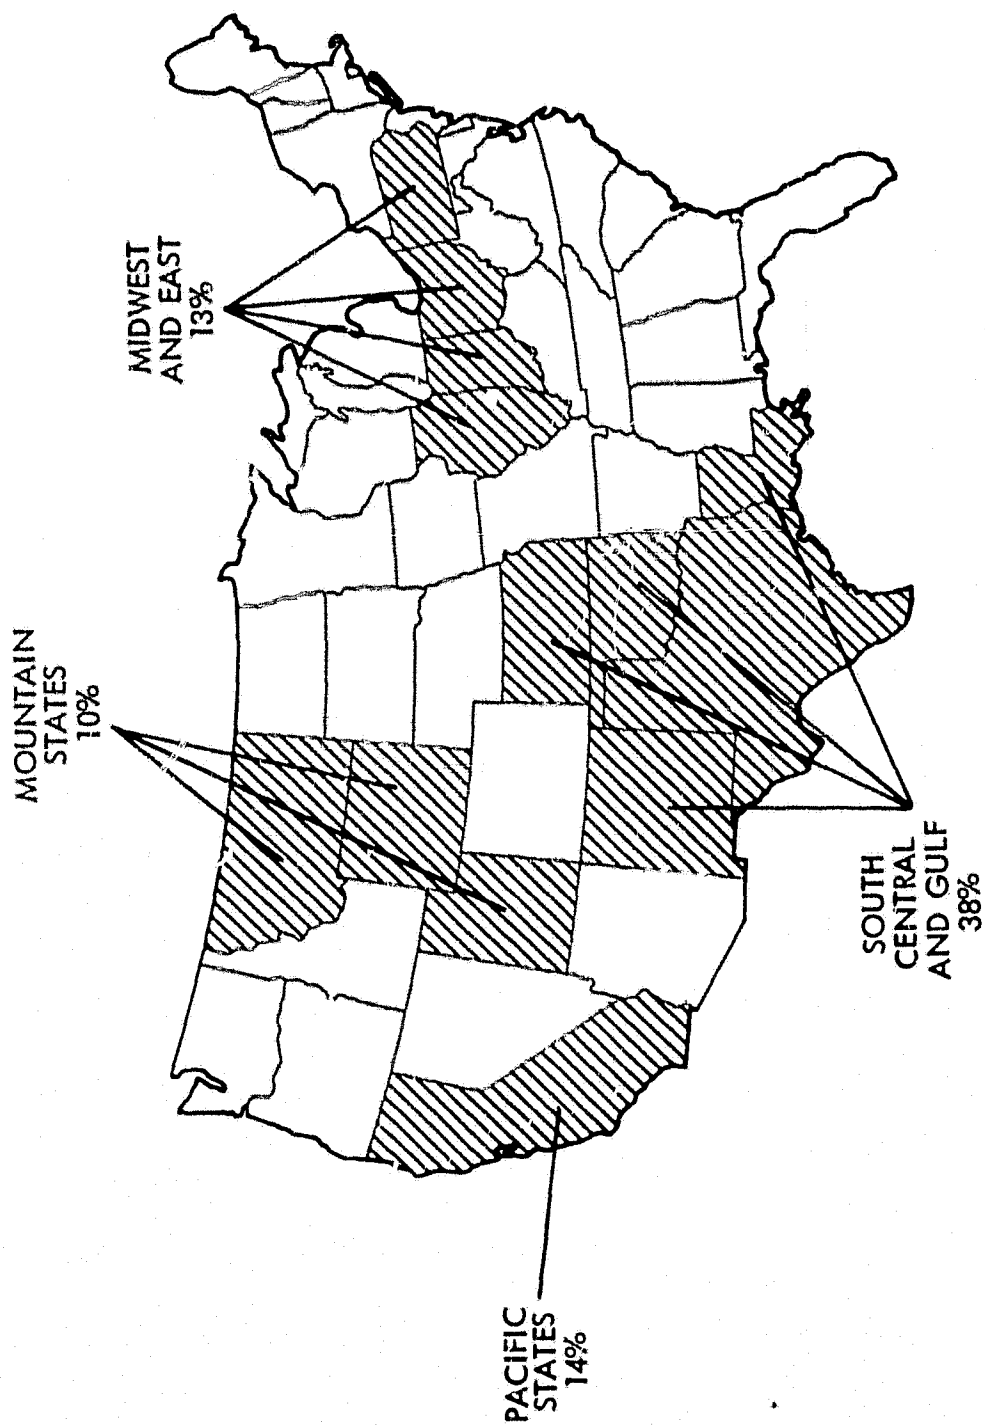 MOUNTAIN
STATES
10%
MIDWEST
AND EAST
13%
PACIFIC
STATES
14%
SOUTH
CENTRAL
AND GULF
38%